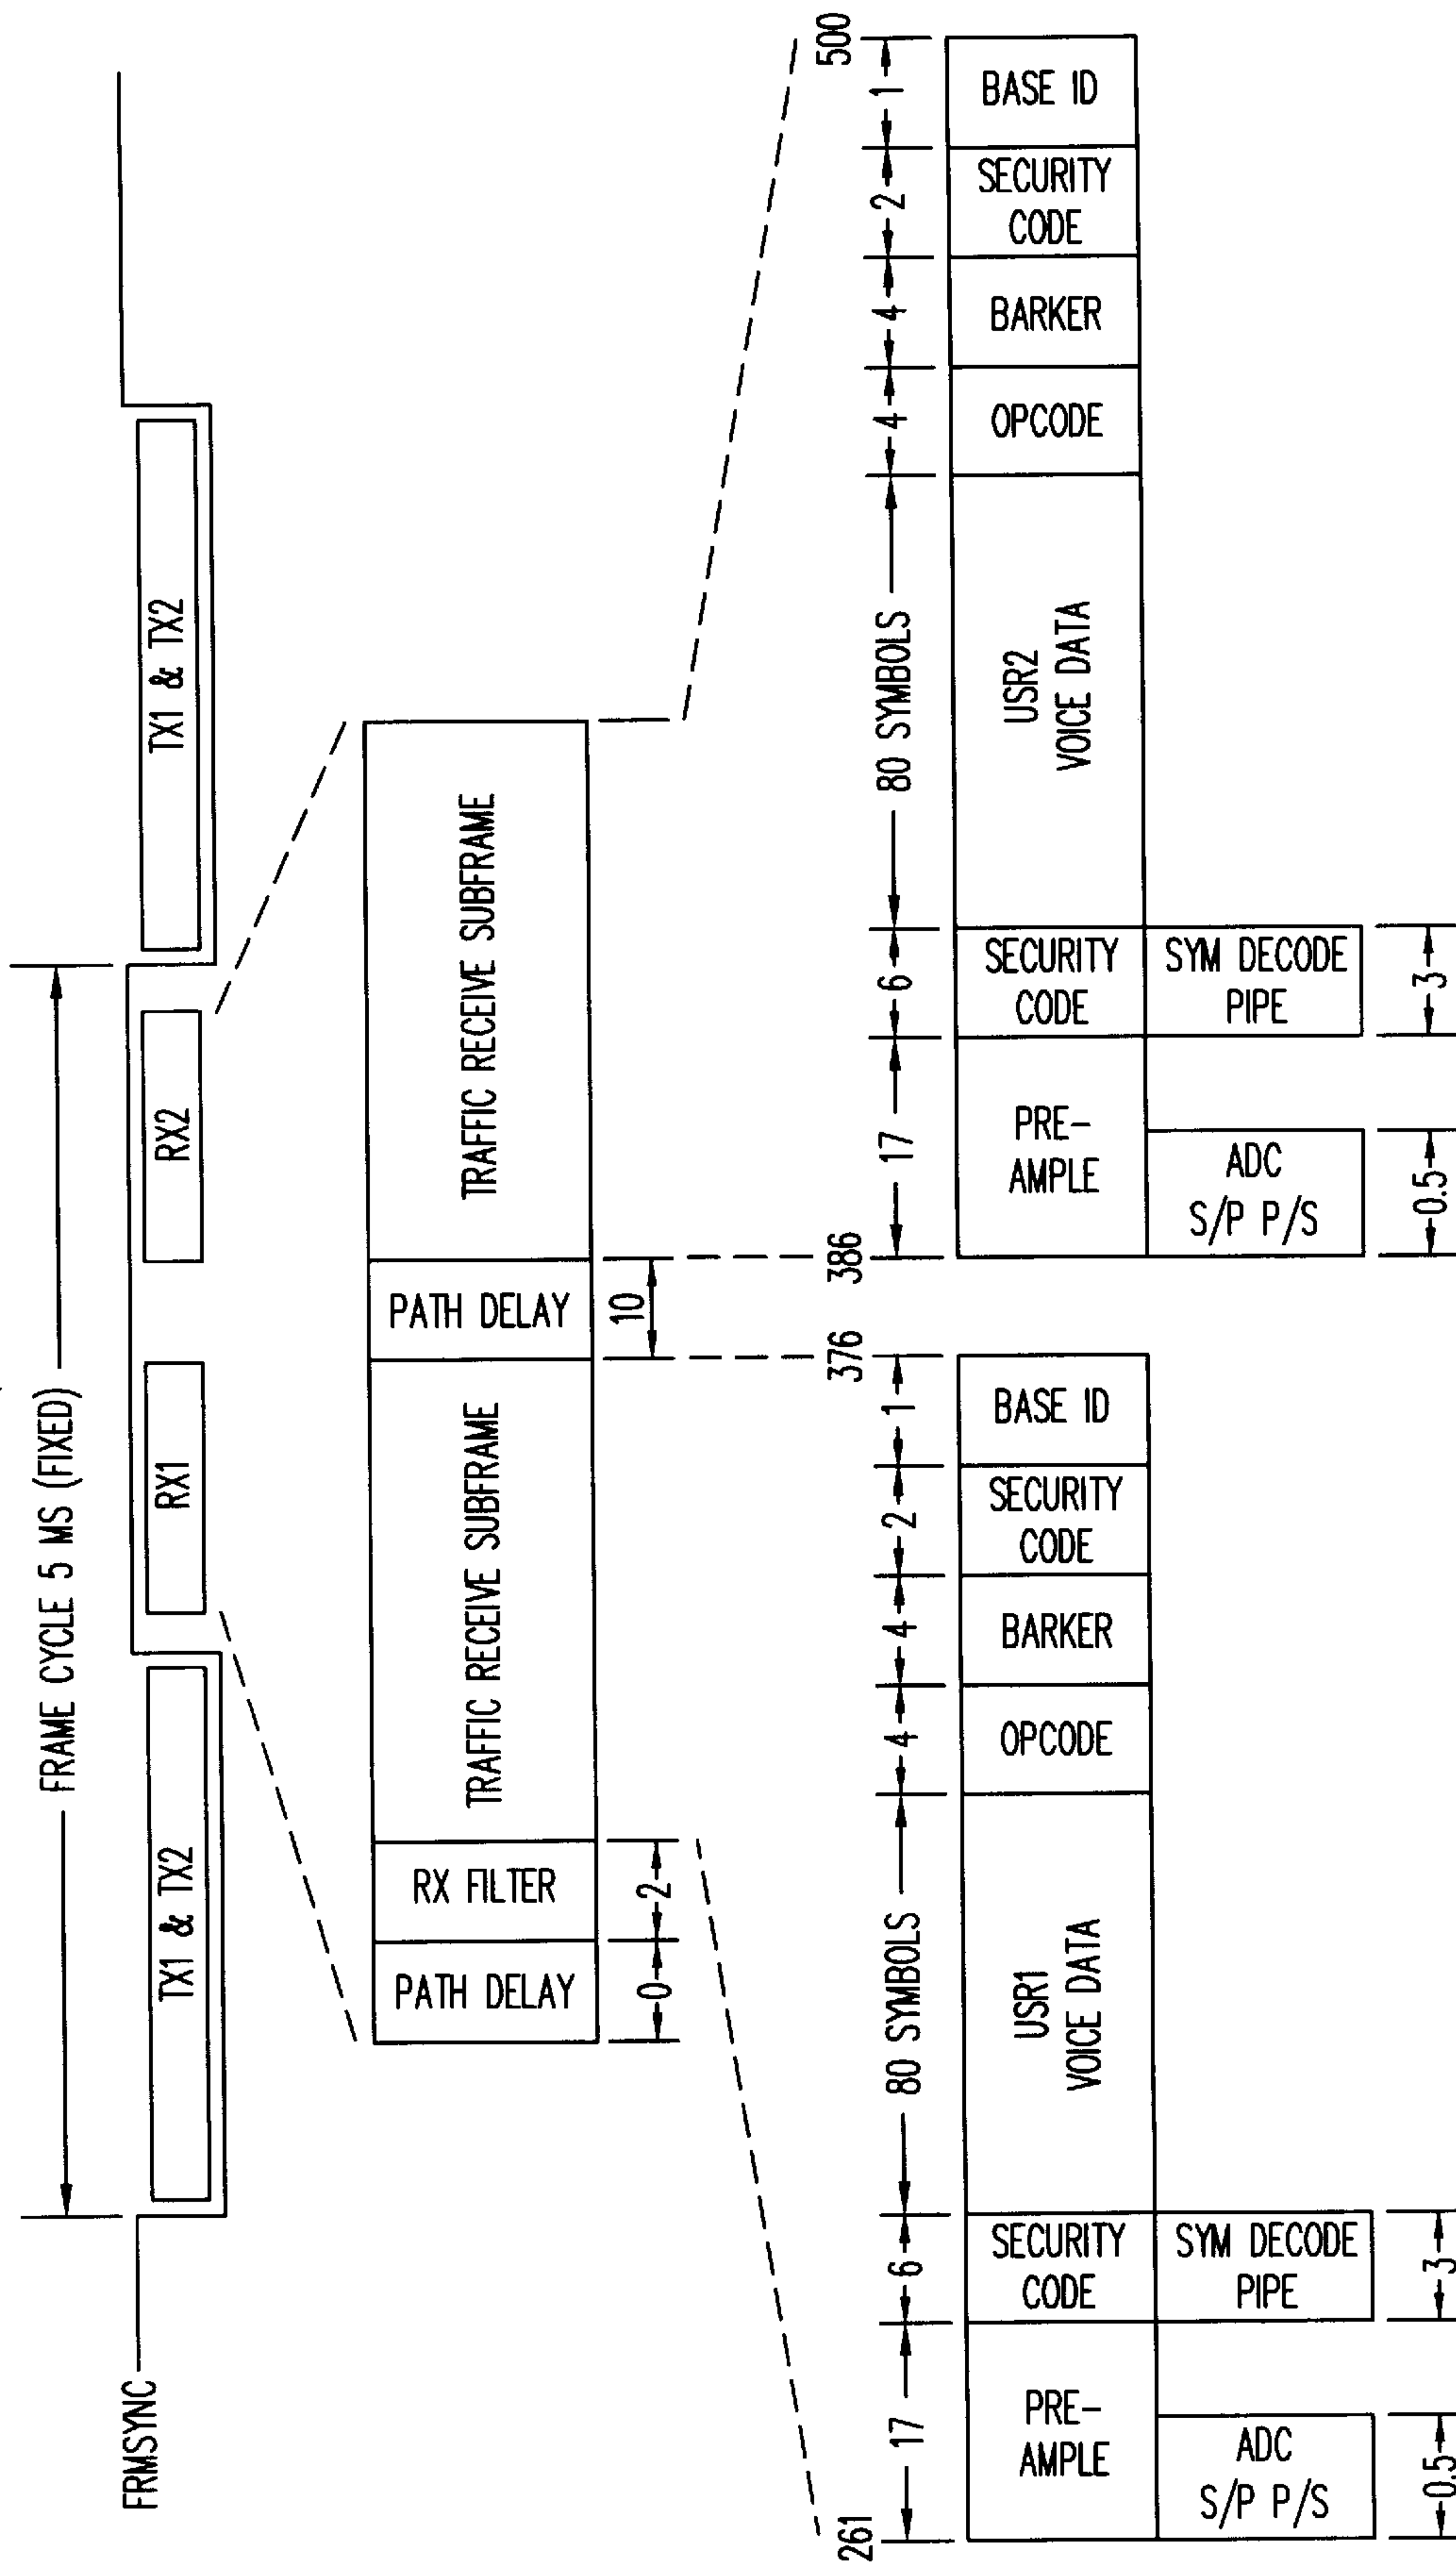 FRAME CYCLE 5 MS (FIXED)
FRMSYNC
TX1 & TX2
RX1
RX2
TX1 & TX2
PATH DELAY
RX FILTER
TRAFFIC RECEIVE SUBFRAME
PATH DELAY
TRAFFIC RECEIVE SUBFRAME
0
2
10
261
376
386
500
17
6
80 SYMBOLS
4
4
2
1
17
6
80 SYMBOLS
4
4
2
1
PRE-
AMPLE
SECURITY
CODE
USR1
VOICE DATA
OPCODE
BARKER
SECURITY
CODE
BASE ID
PRE-
AMPLE
SECURITY
CODE
USR2
VOICE DATA
OPCODE
BARKER
SECURITY
CODE
BASE ID
ADC
S/P P/S
SYM DECODE
PIPE
ADC
S/P P/S
SYM DECODE
PIPE
0.5
3
0.5
3